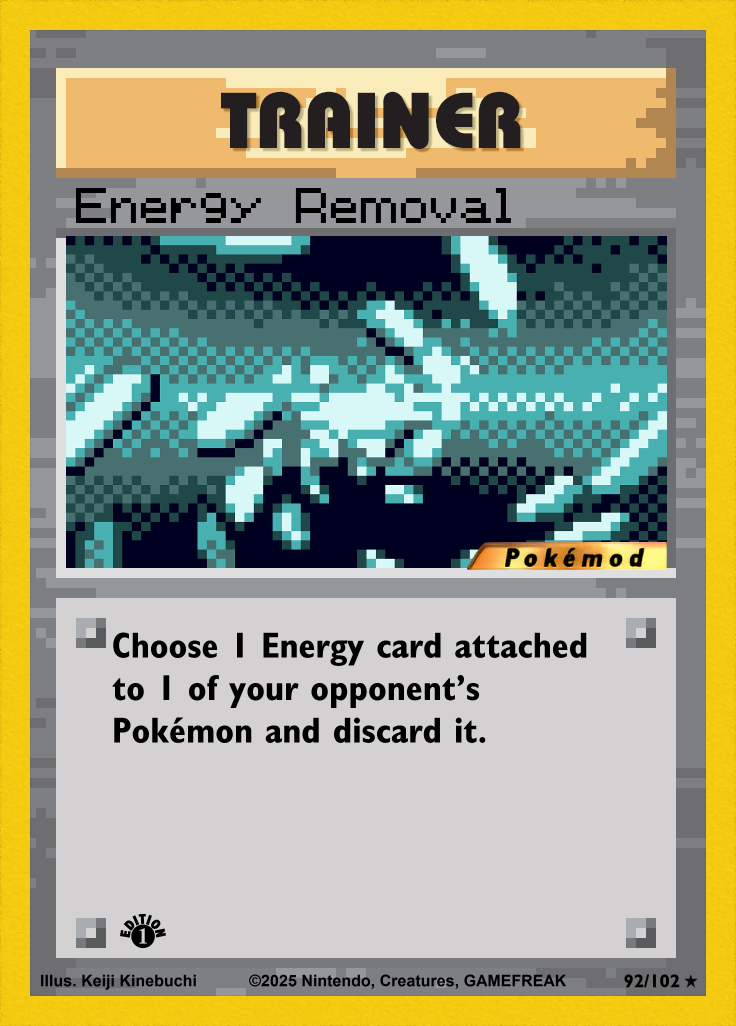 TRAINER
Energy Removal
Pokémod
Choose 1 Energy card attached
to 1 of your opponent's
Pokémon and discard it.
EDITION
1
Illus. Keiji Kinebuchi ©2025 Nintendo, Creatures, GAMEFREAK 92/102 ★